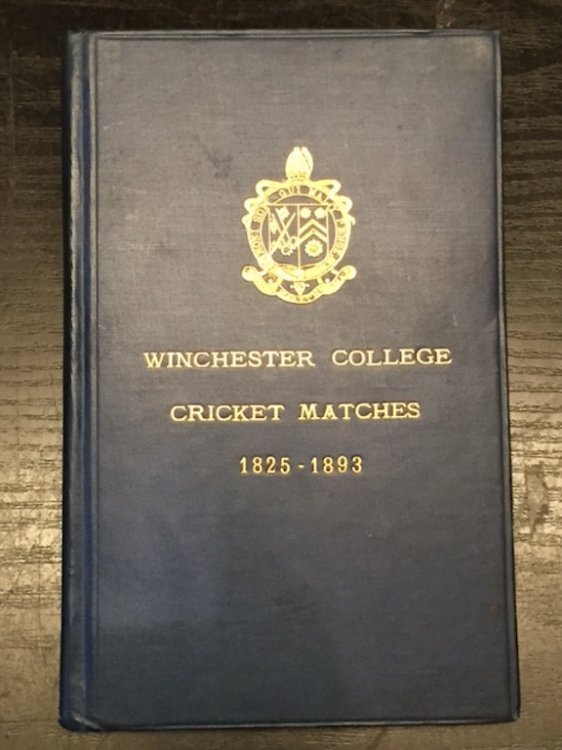 WINCHESTER COLLEGE
CRICKET MATCHES
1825-1893